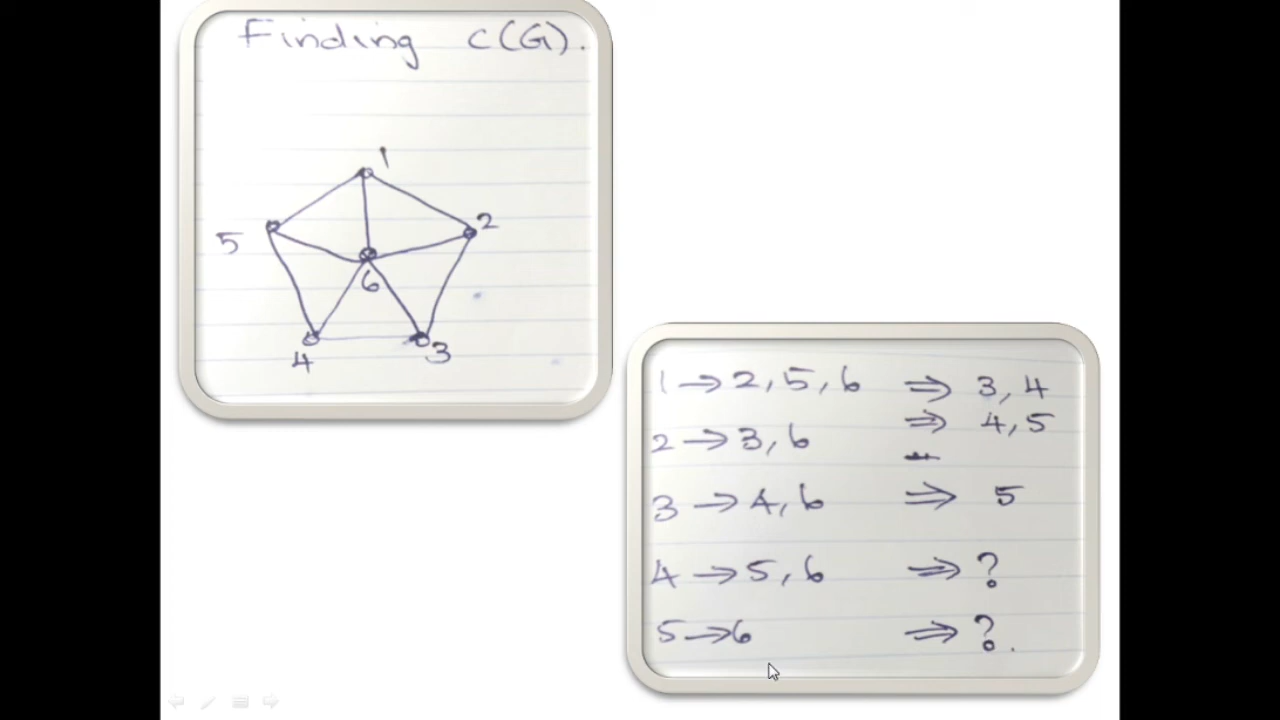 Finding c(G).
1
5
2
6
4
3
1 → 2, 5, 6 ⇒ 3, 4
2 → 3, 6 ⇒ 4, 5
3 → 4, 6 ⇒ 5
4 → 5, 6 ⇒ ?
5 → 6 ⇒ ?.